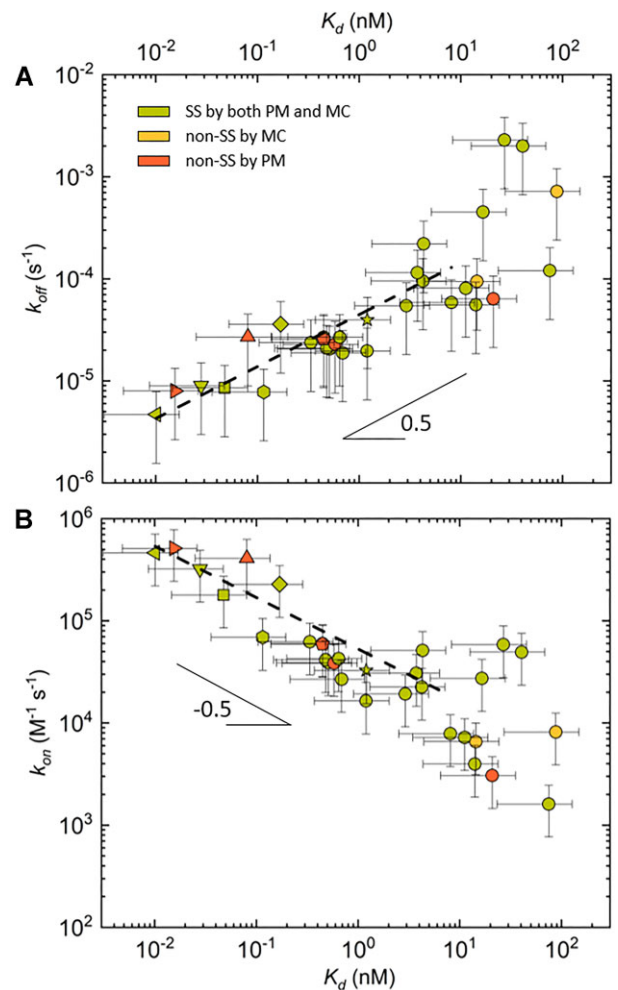 K_d (nM)
10^-2 10^-1 10^0 10^1 10^2
A
10^-2
SS by both PM and MC
non-SS by MC
non-SS by PM
10^-3
k_off (s^-1)
10^-4
10^-5
0.5
10^-6
B
10^6
10^5
k_on (M^-1 s^-1)
-0.5
10^4
10^3
10^2
10^-2 10^-1 10^0 10^1 10^2
K_d (nM)